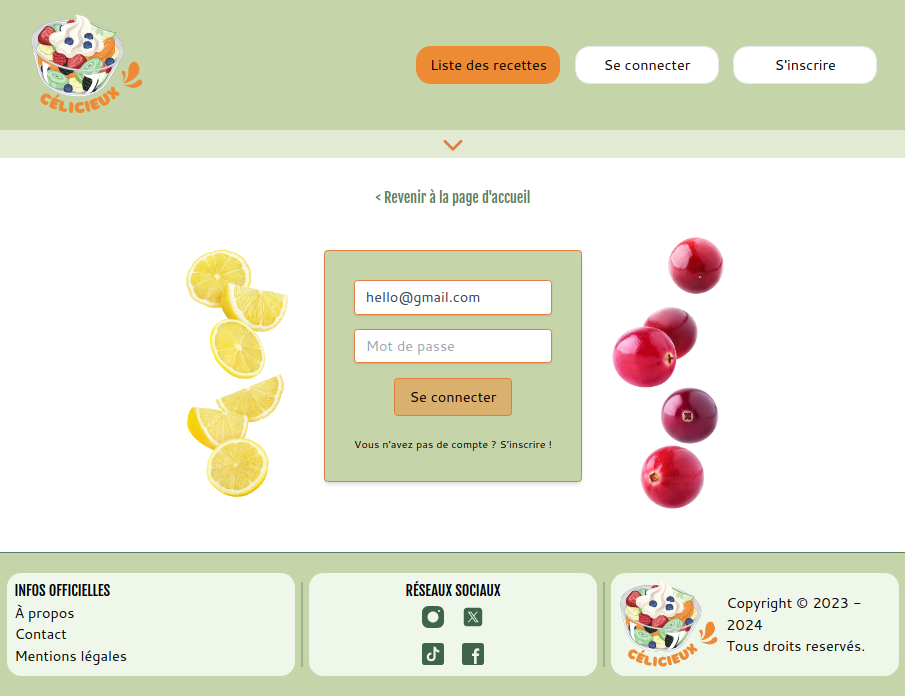 CÉLICIEUX
Liste des recettes
Se connecter
S'inscrire
< Revenir à la page d'accueil
hello@gmail.com
Mot de passe
Se connecter
Vous n'avez pas de compte ? S'inscrire !
INFOS OFFICIELLES
À propos
Contact
Mentions légales
RÉSEAUX SOCIAUX
CÉLICIEUX
Copyright © 2023 -
2024
Tous droits reservés.